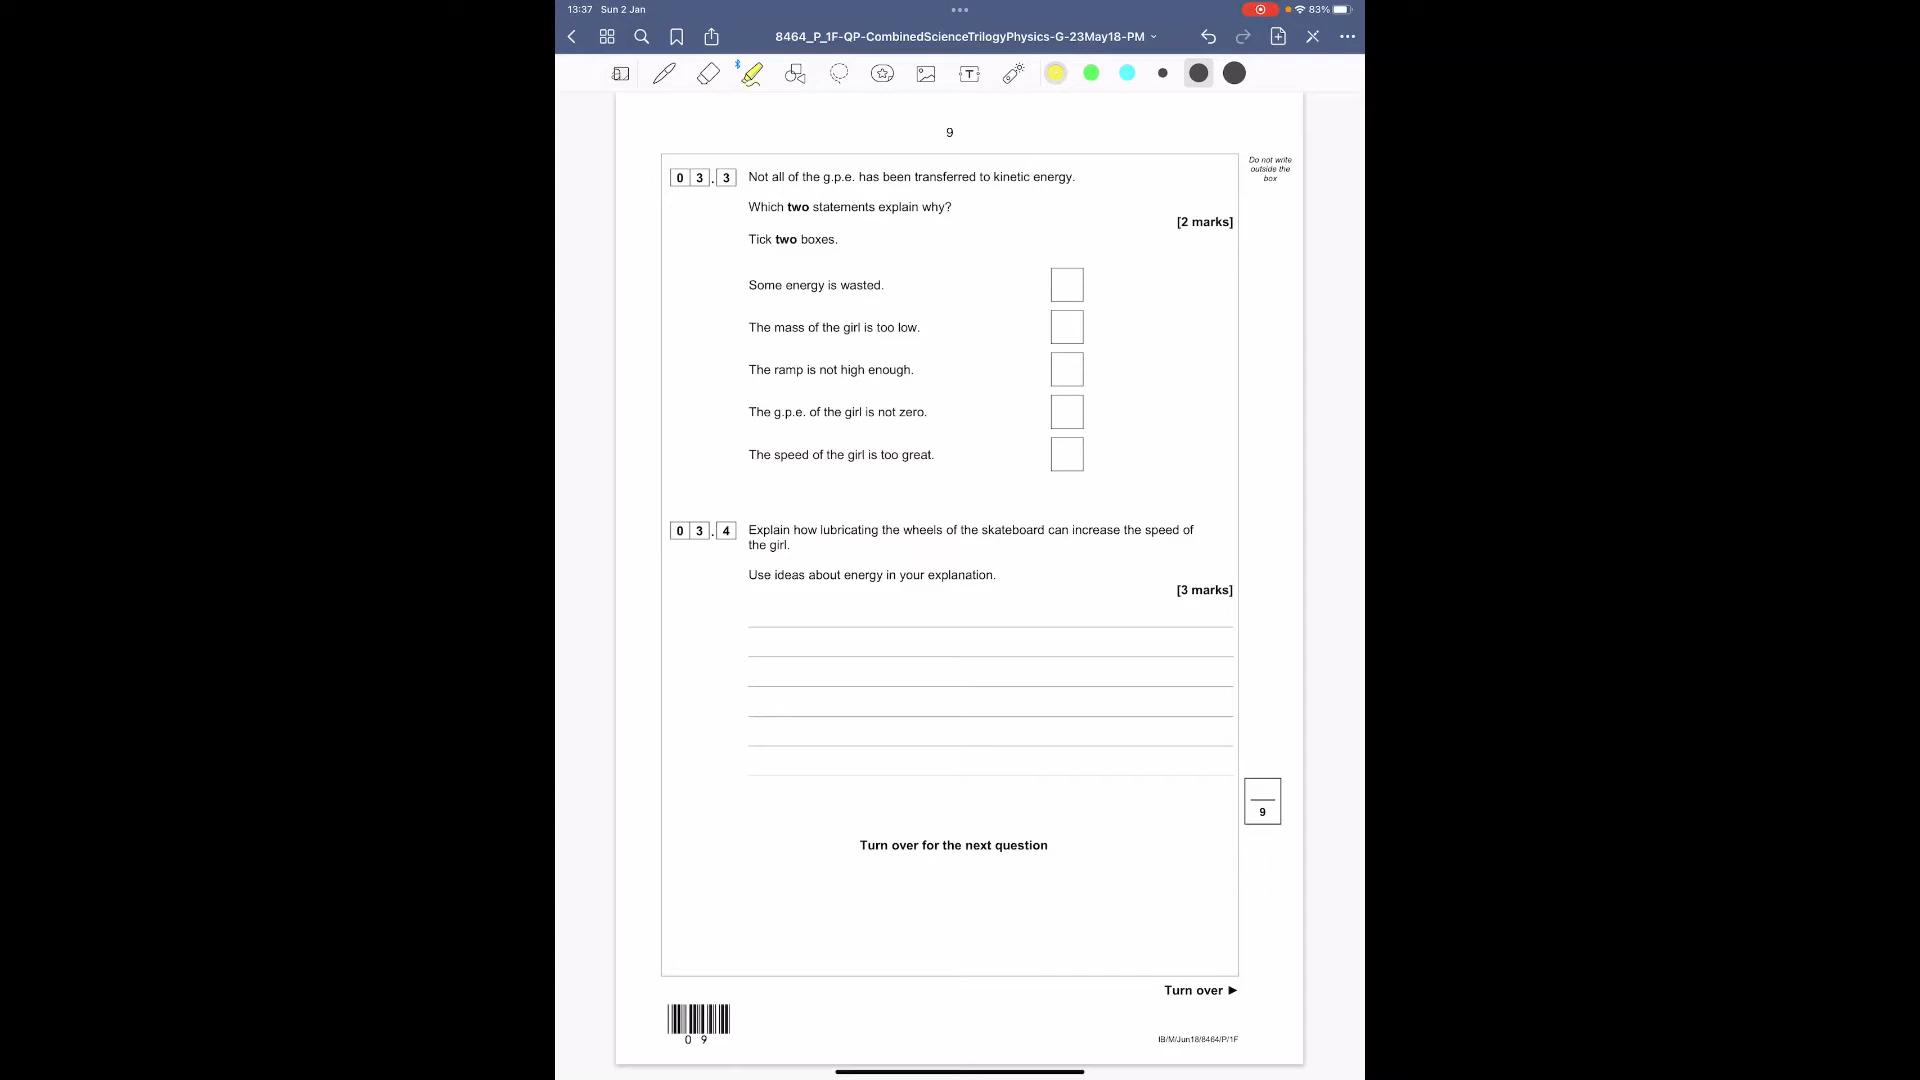 13:37 Sun 2 Jan
83%
8464_P_1F-QP-CombinedScienceTrilogyPhysics-G-23May18-PM
T
9
Do not write
outside the
box
0 3 . 3 Not all of the g.p.e. has been transferred to kinetic energy.
Which two statements explain why?
[2 marks]
Tick two boxes.
Some energy is wasted.
The mass of the girl is too low.
The ramp is not high enough.
The g.p.e. of the girl is not zero.
The speed of the girl is too great.
0 3 . 4 Explain how lubricating the wheels of the skateboard can increase the speed of
the girl.
Use ideas about energy in your explanation.
[3 marks]
9
Turn over for the next question
Turn over ►
0 9
IB/M/Jun18/8464/P/1F